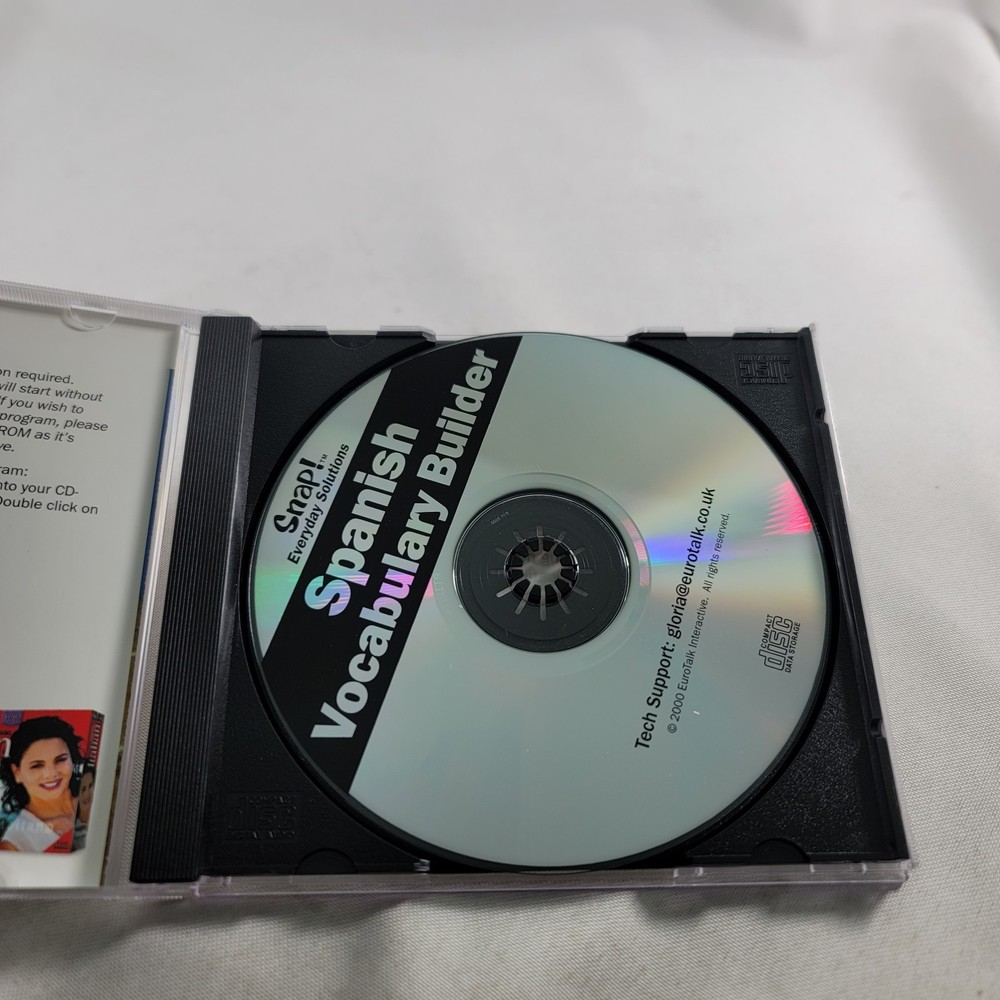 on required.
will start without
If you wish to
program, please
ROM as it's
ve.
ram:
nto your CD-
Double click on
Snap!™
Everyday Solutions
Spanish
Vocabulary Builder
Tech Support: gloria@eurotalk.co.uk
© 2000 EuroTalk Interactive. All rights reserved.
COMPACT
disc
DATA STORAGE